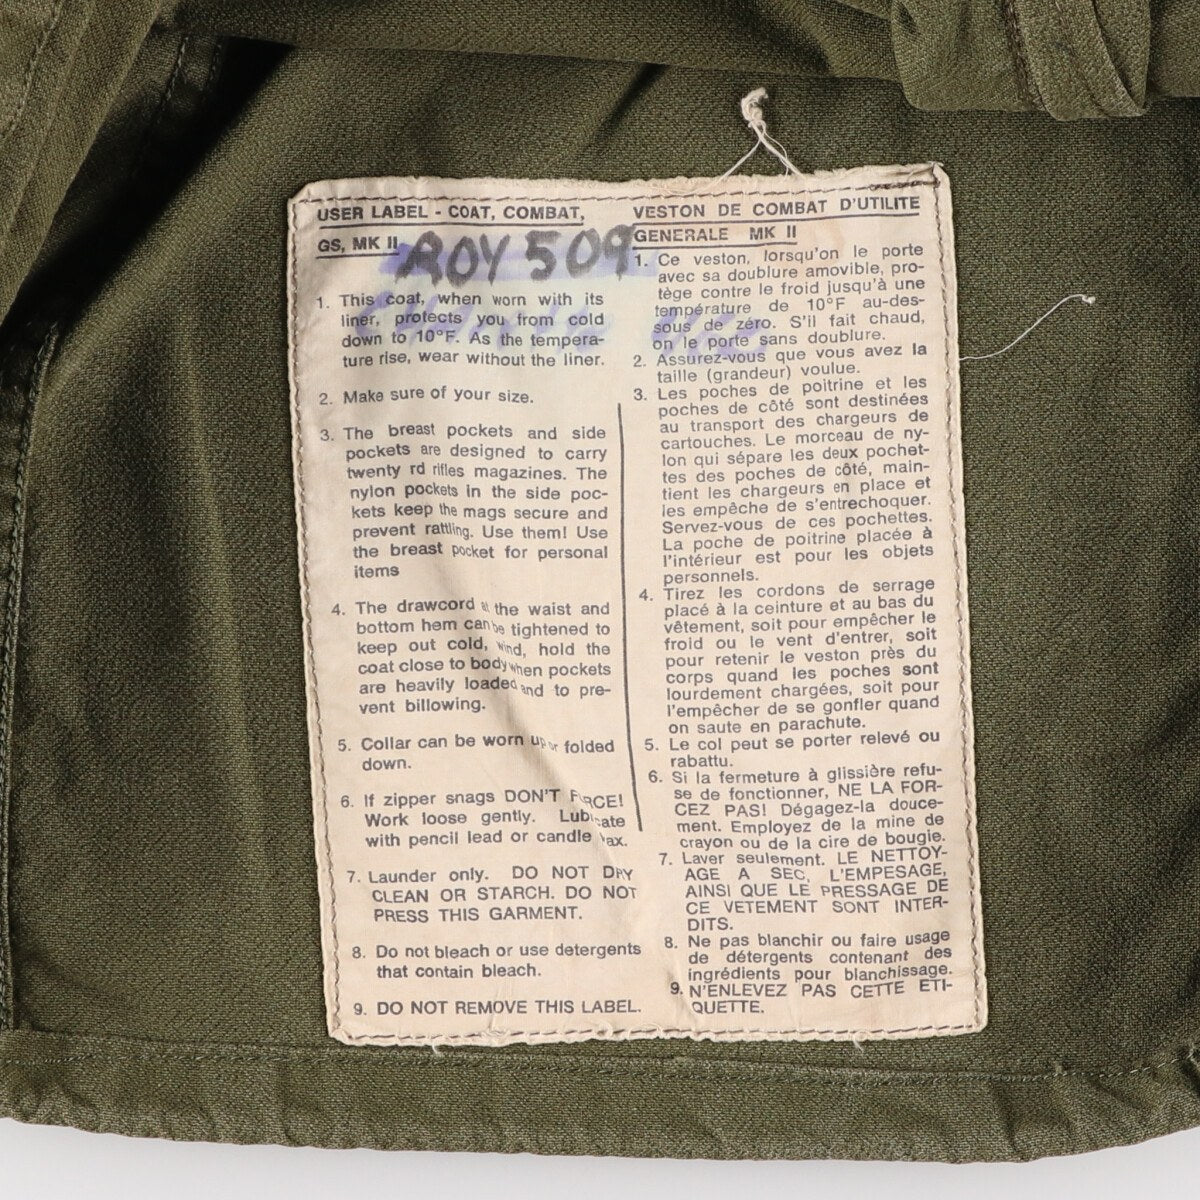 USER LABEL - COAT, COMBAT,
GS, MK II
ROY 509
1. This coat, when worn with its
liner, protects you from cold
down to 10°F. As the tempera-
ture rise, wear without the liner.
2. Make sure of your size.
3. The breast pockets and side
pockets are designed to carry
twenty rd rifles magazines. The
nylon pockets in the side poc-
kets keep the mags secure and
prevent rattling. Use them! Use
the breast pocket for personal
items
4. The drawcord at the waist and
bottom hem can be tightened to
keep out cold, wind, hold the
coat close to body when pockets
are heavily loaded and to pre-
vent billowing.
5. Collar can be worn up or folded
down.
6. If zipper snags DON'T FORCE!
Work loose gently. Lubricate
with pencil lead or candle wax.
7. Launder only. DO NOT DRY
CLEAN OR STARCH. DO NOT
PRESS THIS GARMENT.
8. Do not bleach or use detergents
that contain bleach.
9. DO NOT REMOVE THIS LABEL.
VESTON DE COMBAT D'UTILITE
GENERALE MK II
1. Ce veston, lorsqu'on le porte
avec sa doublure amovible, pro-
tège contre le froid jusqu'à une
température de 10°F au-des-
sous de zéro. S'il fait chaud,
on le porte sans doublure.
2. Assurez-vous que vous avez la
taille (grandeur) voulue.
3. Les poches de poitrine et les
poches de côté sont destinées
au transport des chargeurs de
cartouches. Le morceau de ny-
lon qui sépare les deux pochet-
tes des poches de côté, main-
tient les chargeurs en place et
les empêche de s'entrechoquer.
Servez-vous de ces pochettes.
La poche de poitrine placée à
l'intérieur est pour les objets
personnels.
4. Tirez les cordons de serrage
placé à la ceinture et au bas du
vêtement, soit pour empêcher le
froid ou le vent d'entrer, soit
pour retenir le veston près du
corps quand les poches sont
lourdement chargées, soit pour
l'empêcher de se gonfler quand
on saute en parachute.
5. Le col peut se porter relevé ou
rabattu.
6. Si la fermeture à glissière refu-
se de fonctionner, NE LA FOR-
CEZ PAS! Dégagez-la douce-
ment. Employez de la mine de
crayon ou de la cire de bougie.
7. Laver seulement. LE NETTOY-
AGE A SEC, L'EMPESAGE,
AINSI QUE LE PRESSAGE DE
CE VETEMENT SONT INTER-
DITS.
8. Ne pas blanchir ou faire usage
de détergents contenant des
ingrédients pour blanchissage.
9. N'ENLEVEZ PAS CETTE ETI-
QUETTE.